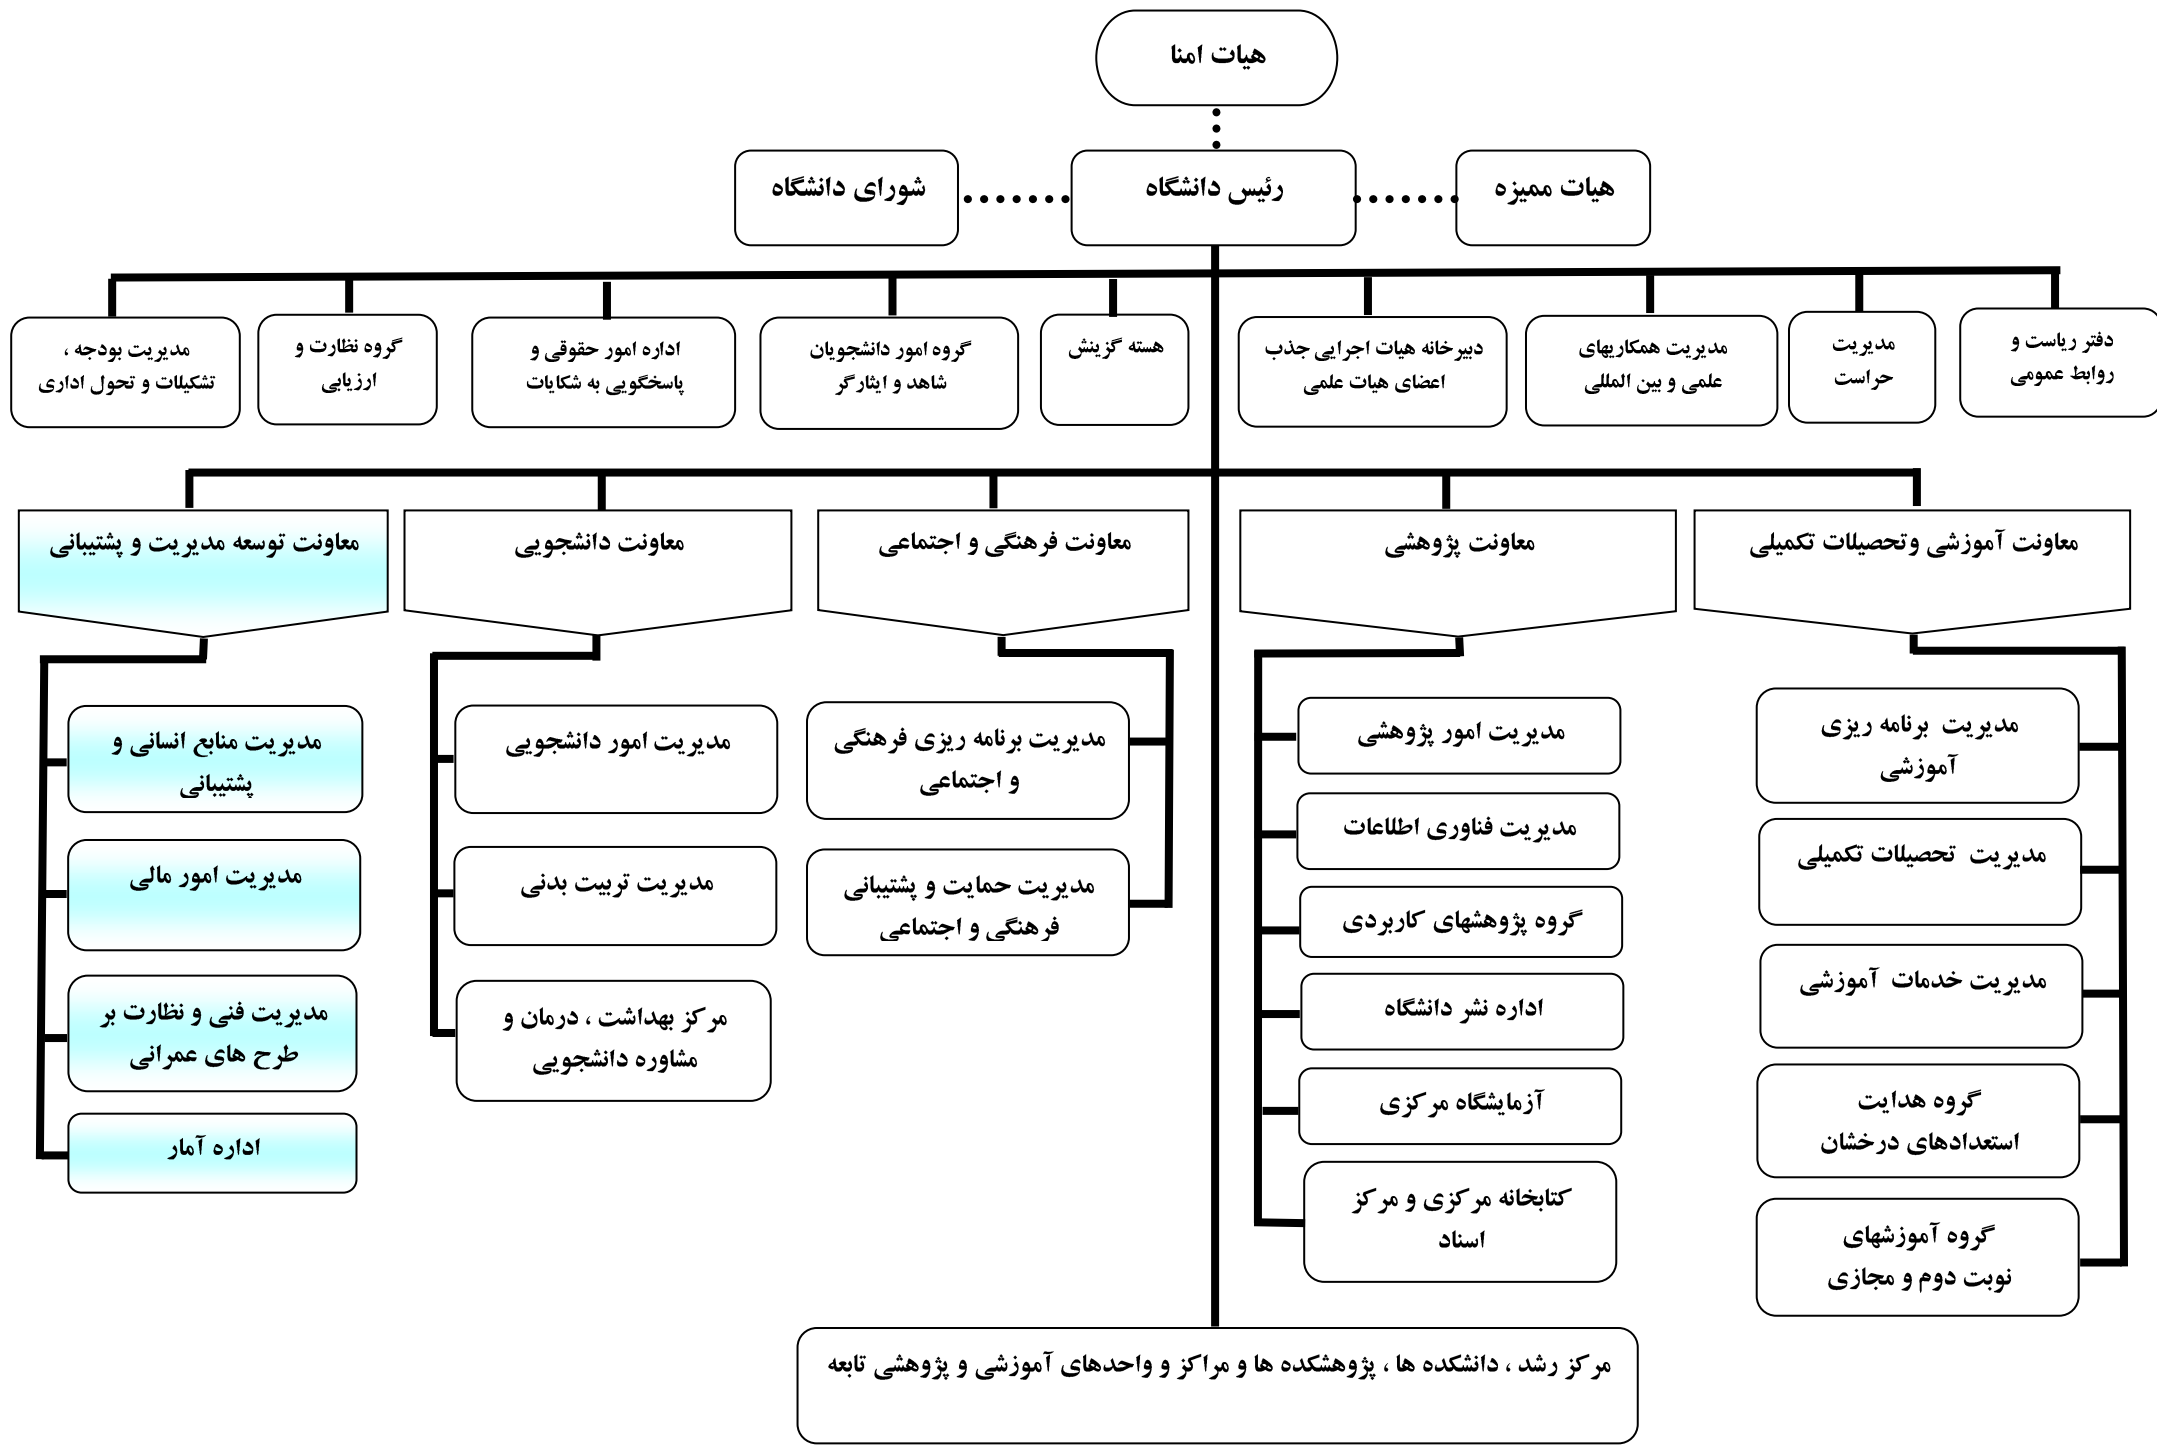 هیات امنا
هیات ممیزه
رئیس دانشگاه
شورای دانشگاه
دفتر ریاست و
روابط عمومی
مدیریت
حراست
مدیریت همکاریهای
علمی و بین المللی
دبیرخانه هیات اجرایی جذب
اعضای هیات علمی
هسته گزینش
گروه امور دانشجویان
شاهد و ایثارگر
اداره امور حقوقی و
پاسخگویی به شکایات
گروه نظارت و
ارزیابی
مدیریت بودجه ،
تشکیلات و تحول اداری
معاونت آموزشی وتحصیلات تکمیلی
معاونت پژوهشی
معاونت فرهنگی و اجتماعی
معاونت دانشجویی
معاونت توسعه مدیریت و پشتیبانی
مدیریت برنامه ریزی
آموزشی
مدیریت تحصیلات تکمیلی
مدیریت خدمات آموزشی
گروه هدایت
استعدادهای درخشان
گروه آموزشهای
نوبت دوم و مجازی
مدیریت امور پژوهشی
مدیریت فناوری اطلاعات
گروه پژوهشهای کاربردی
اداره نشر دانشگاه
آزمایشگاه مرکزی
کتابخانه مرکزی و مرکز
اسناد
مدیریت برنامه ریزی فرهنگی
و اجتماعی
مدیریت حمایت و پشتیبانی
فرهنگی و اجتماعی
مدیریت امور دانشجویی
مدیریت تربیت بدنی
مرکز بهداشت ، درمان و
مشاوره دانشجویی
مدیریت منابع انسانی و
پشتیبانی
مدیریت امور مالی
مدیریت فنی و نظارت بر
طرح های عمرانی
اداره آمار
مرکز رشد ، دانشکده ها ، پژوهشکده ها و مراکز و واحدهای آموزشی و پژوهشی تابعه